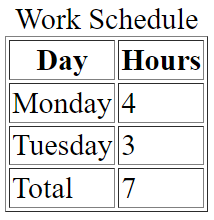 Work Schedule
Day Hours
Monday 4
Tuesday 3
Total 7